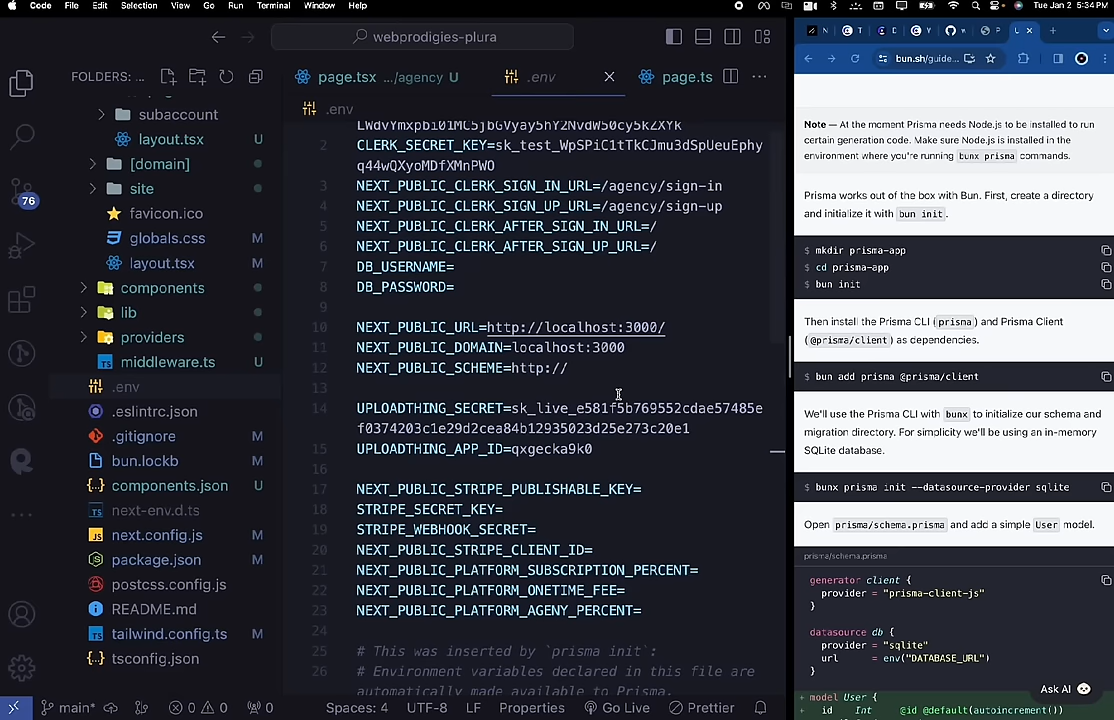 Code File Edit Selection View Go Run Terminal Window Help
Tue Jan 2 5:34 PM
webprodigies-plura
FOLDERS: ...
subaccount
layout.tsx U
[domain]
site
favicon.ico
globals.css M
layout.tsx M
components
lib
providers
middleware.ts U
.env
.eslintrc.json
.gitignore M
bun.lockb M
components.json U
next-env.d.ts
next.config.js M
package.json M
postcss.config.js
README.md
tailwind.config.ts M
tsconfig.json
76
page.tsx .../agency U
.env
page.ts
.env
2 CLERK_SECRET_KEY=sk_test_WpSPiC1tTkCJmu3dSpUeuEphy
q44wQXyoMDfXMnPWO
3 NEXT_PUBLIC_CLERK_SIGN_IN_URL=/agency/sign-in
4 NEXT_PUBLIC_CLERK_SIGN_UP_URL=/agency/sign-up
5 NEXT_PUBLIC_CLERK_AFTER_SIGN_IN_URL=/
6 NEXT_PUBLIC_CLERK_AFTER_SIGN_UP_URL=/
7 DB_USERNAME=
8 DB_PASSWORD=
9
10 NEXT_PUBLIC_URL=http://localhost:3000/
11 NEXT_PUBLIC_DOMAIN=localhost:3000
12 NEXT_PUBLIC_SCHEME=http://
13
14 UPLOADTHING_SECRET=sk_live_e581f5b769552cdae57485e
f0374203c1e29d2cea84b12935023d25e273c20e1
15 UPLOADTHING_APP_ID=qxgecka9k0
16
17 NEXT_PUBLIC_STRIPE_PUBLISHABLE_KEY=
18 STRIPE_SECRET_KEY=
19 STRIPE_WEBHOOK_SECRET=
20 NEXT_PUBLIC_STRIPE_CLIENT_ID=
21 NEXT_PUBLIC_PLATFORM_SUBSCRIPTION_PERCENT=
22 NEXT_PUBLIC_PLATFORM_ONETIME_FEE=
23 NEXT_PUBLIC_PLATFORM_AGENY_PERCENT=
24
25 # This was inserted by `prisma init`:
26 # Environment variables declared in this file are
automatically made available to Prisma.
main* 0 0 0 Spaces: 4 UTF-8 LF Properties Go Live Prettier
bun.sh/guide...
Note — At the moment Prisma needs Node.js to be installed to run
certain generation code. Make sure Node.js is installed in the
environment where you're running bunx prisma commands.
Prisma works out of the box with Bun. First, create a directory
and initialize it with bun init.
$ mkdir prisma-app
$ cd prisma-app
$ bun init
Then install the Prisma CLI (prisma) and Prisma Client
(@prisma/client) as dependencies.
$ bun add prisma @prisma/client
We'll use the Prisma CLI with bunx to initialize our schema and
migration directory. For simplicity we'll be using an in-memory
SQLite database.
$ bunx prisma init --datasource-provider sqlite
Open prisma/schema.prisma and add a simple User model.
prisma/schema.prisma
generator client {
provider = "prisma-client-js"
}
datasource db {
provider = "sqlite"
url = env("DATABASE_URL")
}
+ model User {
+ id Int @id @default(autoincrement())
Ask AI